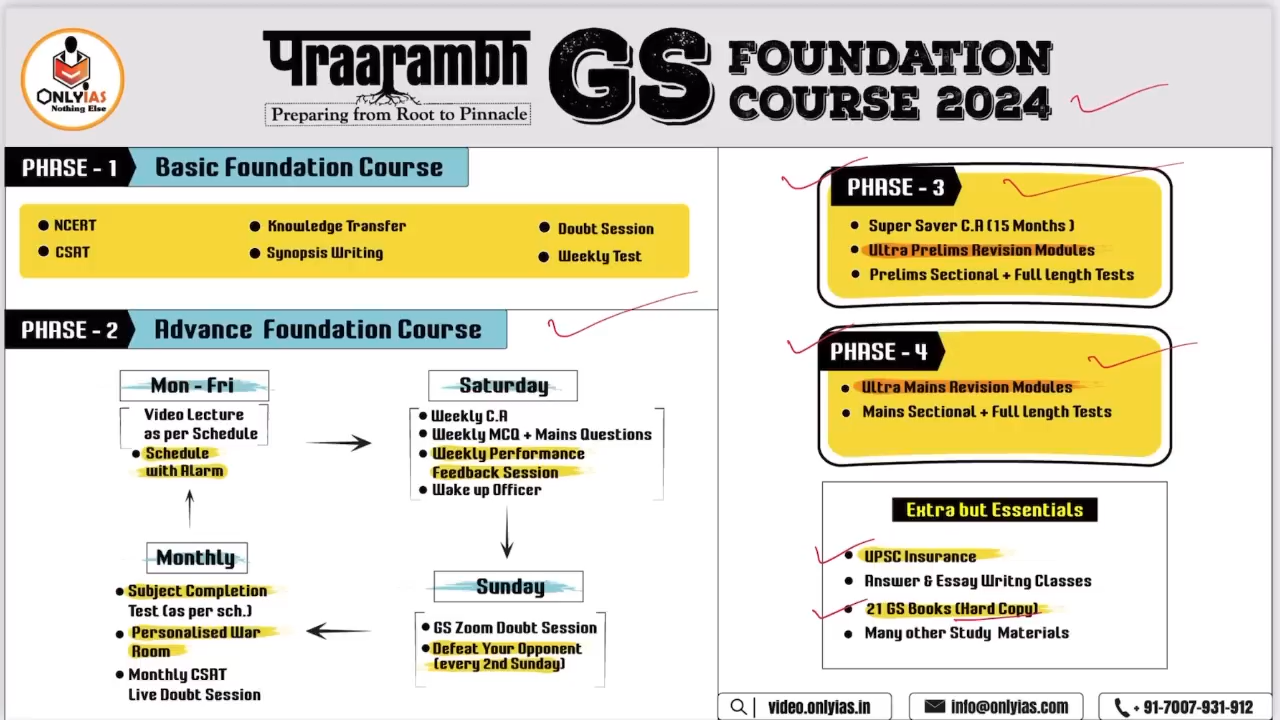 ONLYIAS
Nothing Else
प्राarambh
Preparing from Root to Pinnacle
GS
FOUNDATION
COURSE 2024
PHASE - 1
Basic Foundation Course
NCERT
CSAT
Knowledge Transfer
Synopsis Writing
Doubt Session
Weekly Test
PHASE - 2
Advance Foundation Course
Mon - Fri
Video Lecture
as per Schedule
Schedule
with Alarm
Saturday
Weekly C.A
Weekly MCQ + Mains Questions
Weekly Performance
Feedback Session
Wake up Officer
Sunday
GS Zoom Doubt Session
Defeat Your Opponent
(every 2nd Sunday)
Monthly
Subject Completion
Test (as per sch.)
Personalised War
Room
Monthly CSAT
Live Doubt Session
PHASE - 3
Super Saver C.A (15 Months )
Ultra Prelims Revision Modules
Prelims Sectional + Full length Tests
PHASE - 4
Ultra Mains Revision Modules
Mains Sectional + Full Length Tests
Extra but Essentials
UPSC Insurance
Answer & Essay Writng Classes
21 GS Books (Hard Copy)
Many other Study Materials
video.onlyias.in
info@onlyias.com
+ 91-7007-931-912